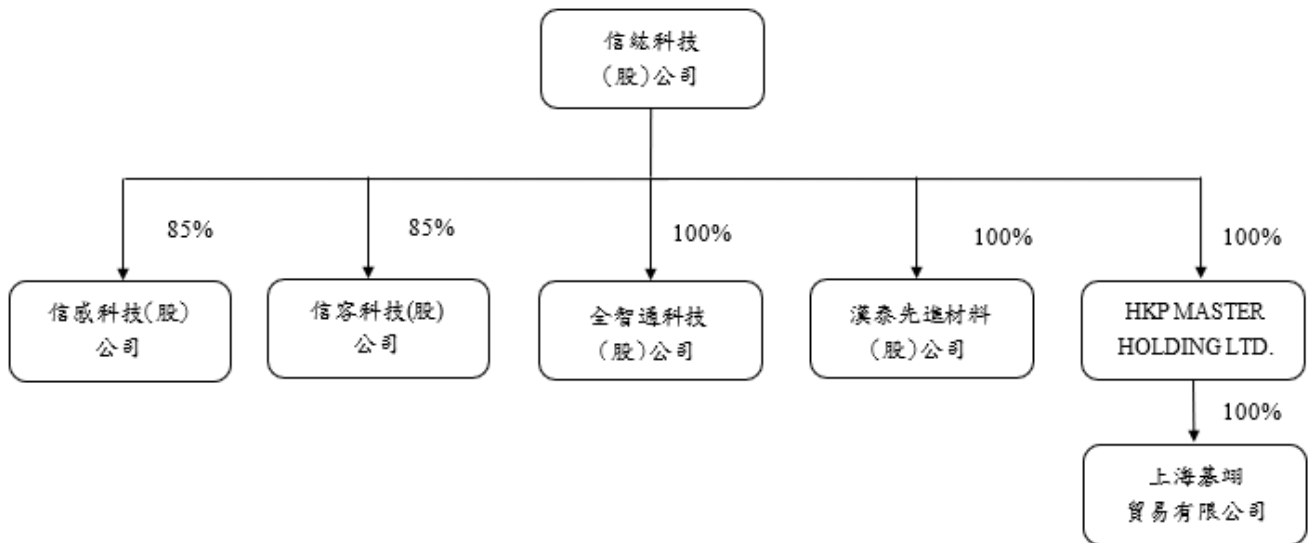 信紘科技
(股)公司
85%
85%
100%
100%
100%
信感科技(股)
公司
信容科技(股)
公司
全智通科技
(股)公司
漢泰先進材料
(股)公司
HKP MASTER
HOLDING LTD.
100%
上海基翊
貿易有限公司